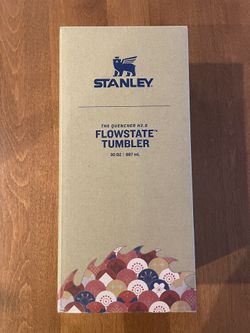 STANLEY
THE QUENCHER H2.0
FLOWSTATE™
TUMBLER
30 OZ | 887 mL